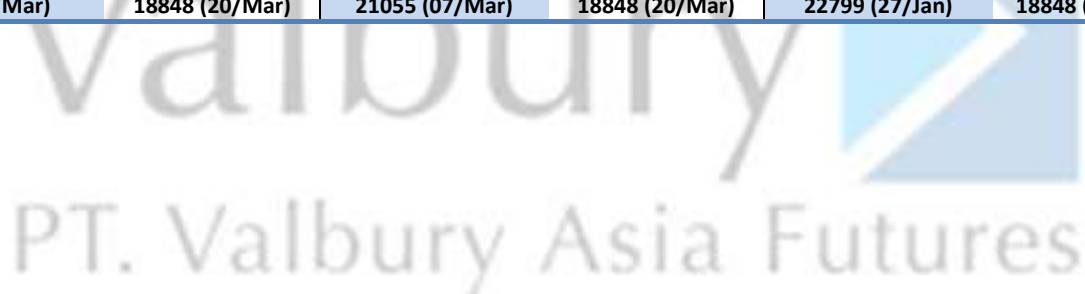 Mar) 18848 (20/Mar) 21055 (07/Mar) 18848 (20/Mar) 22799 (27/Jan) 18848 (
Valbury
PT. Valbury Asia Futures